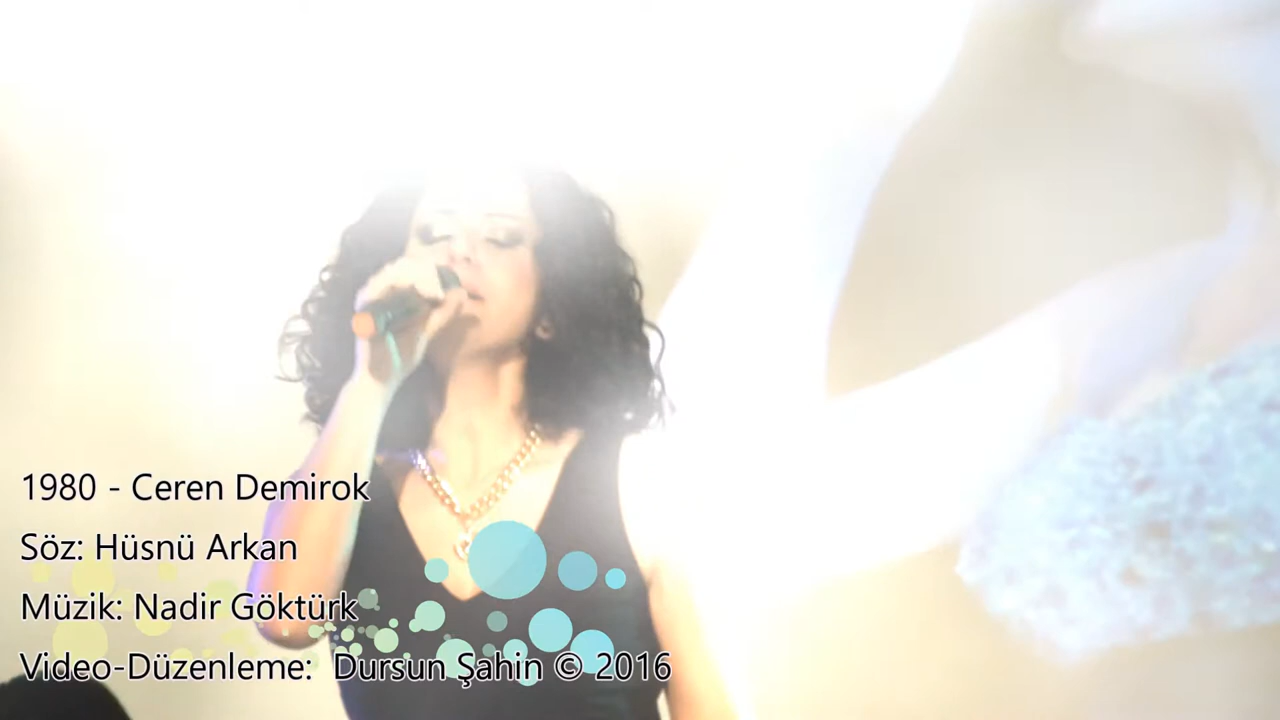 1980 - Ceren Demirok
Söz: Hüsnü Arkan
Müzik: Nadir Göktürk
Video-Düzenleme:  Dursun Şahin © 2016